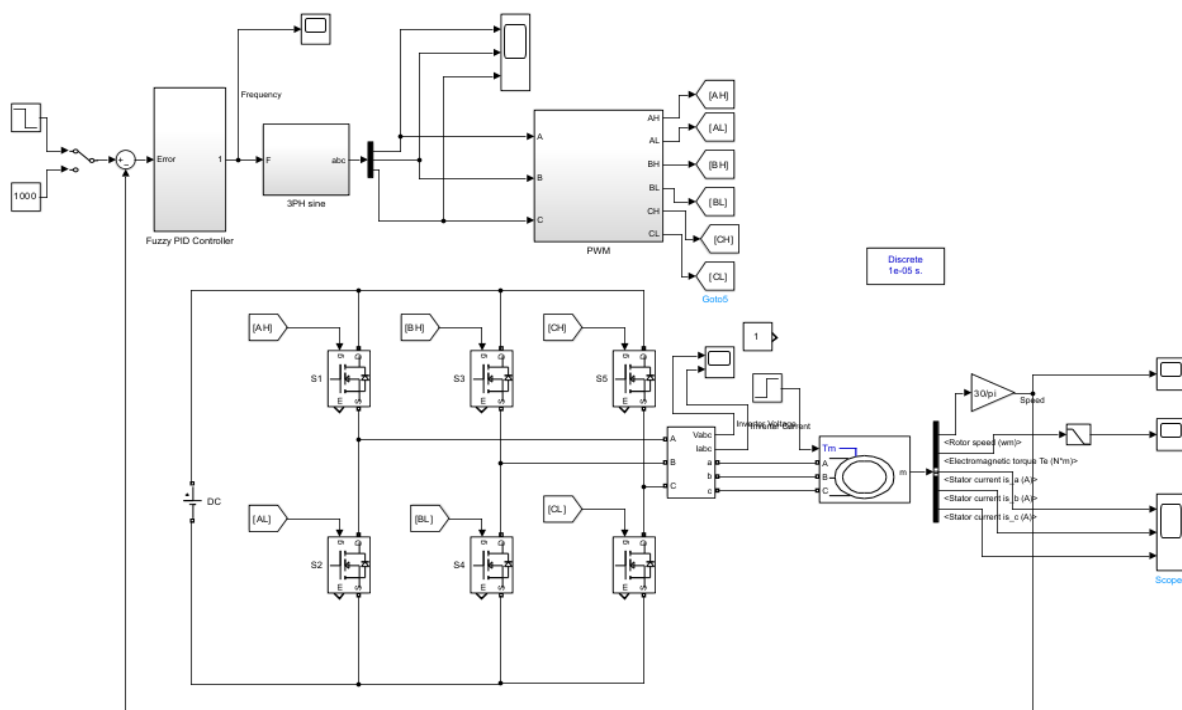 Frequency
1000
Error
1
Fuzzy PID Controller
F
abc
3PH sine
A
B
C
AH
AL
BH
BL
CH
CL
PWM
[AH]
[AL]
[BH]
[BL]
[CH]
[CL]
Goto5
Discrete
1e-05 s.
[AH]
[BH]
[CH]
S1
S3
S5
g
g
g
E
E
E
S
S
S
1
Inverter Voltage
Inverter Current
A
B
C
Vabc
Iabc
a
b
c
Tm
A
B
C
m
30/pi
Speed
<Rotor speed (wm)>
<Electromagnetic torque Te (N*m)>
<Stator current is_a (A)>
<Stator current is_b (A)>
<Stator current is_c (A)>
Scope
DC
[AL]
[BL]
[CL]
S2
S4
g
g
g
E
E
E
S
S
S